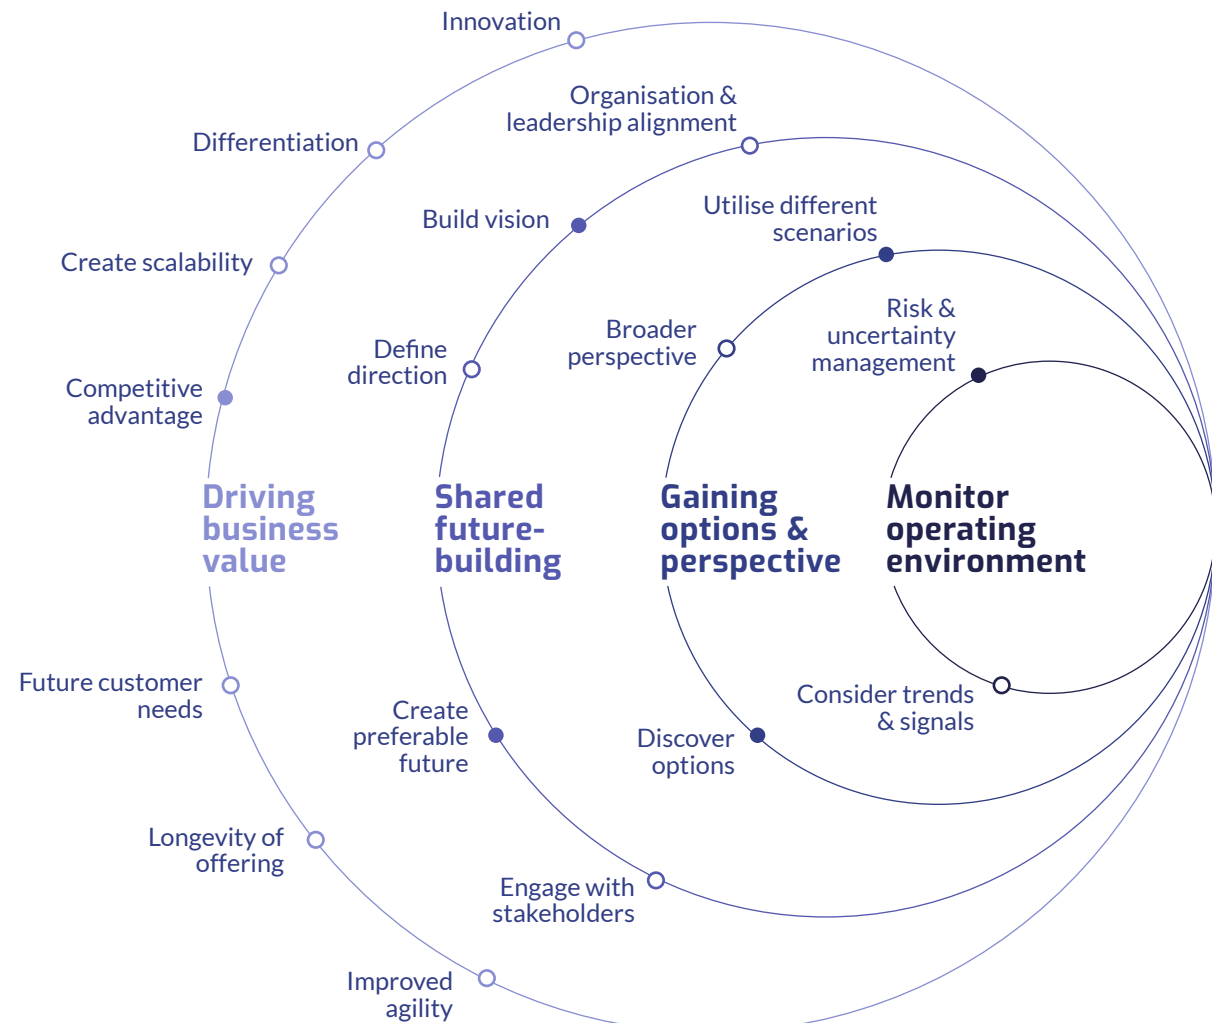 Innovation
Organisation &
leadership alignment
Differentiation
Utilise different
scenarios
Build vision
Create scalability
Risk &
uncertainty
management
Broader
perspective
Define
direction
Competitive
advantage
Driving
business
value
Shared
future-
building
Gaining
options &
perspective
Monitor
operating
environment
Future customer
needs
Consider trends
& signals
Create
preferable
future
Discover
options
Longevity of
offering
Engage with
stakeholders
Improved
agility